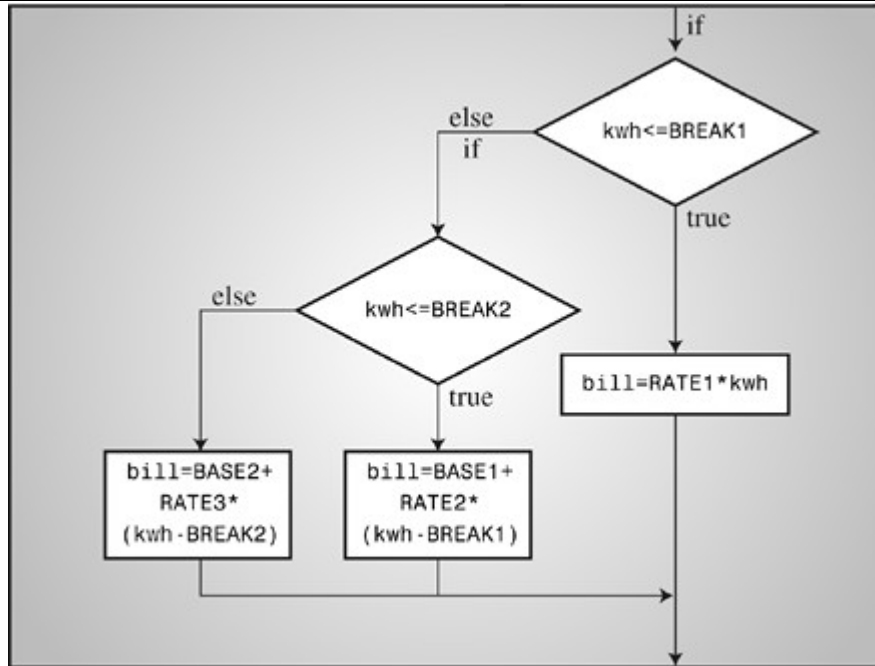 if
kwh<=BREAK1
else
if
true
kwh<=BREAK2
else
bill=RATE1*kwh
true
bill=BASE2+
RATE3*
(kwh-BREAK2)
bill=BASE1+
RATE2*
(kwh-BREAK1)